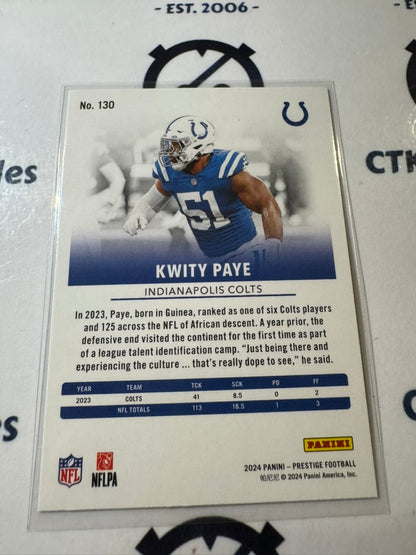 - EST. 2006 -
No. 130
CTK
les
51
KWITY PAYE
INDIANAPOLIS COLTS
In 2023, Paye, born in Guinea, ranked as one of six Colts players
and 125 across the NFL of African descent. A year prior, the
defensive end visited the continent for the first time as part
of a league talent identification camp. “Just being there and
experiencing the culture ... that's really dope to see,” he said.
YEAR TEAM TCK SCK PD FF
2023 COLTS 41 8.5 0 2
NFL TOTALS 113 18.5 1 3
PANINI
NFL NFLPA
2024 PANINI – PRESTIGE FOOTBALL
帕尼尼 © 2024 Panini America, Inc.